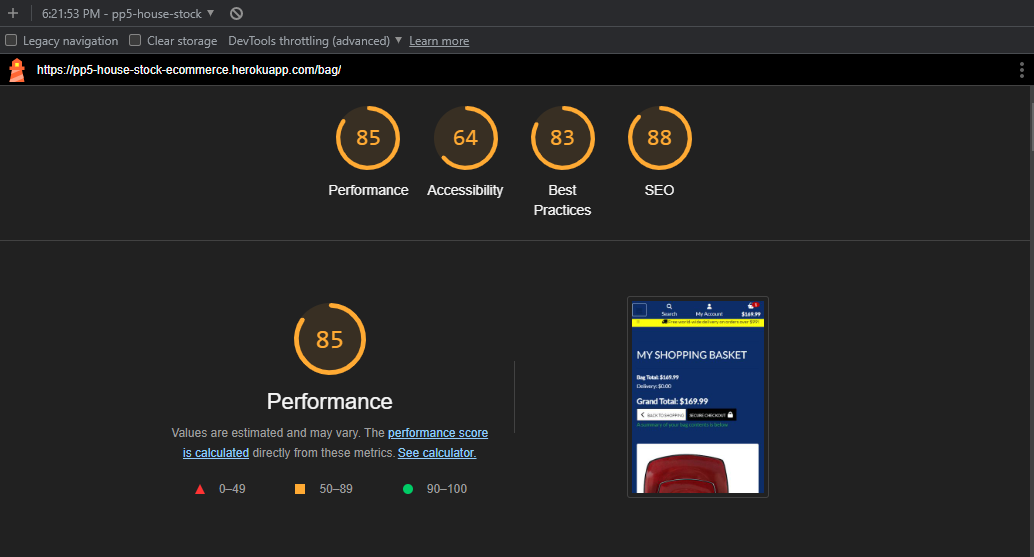 6:21:53 PM - pp5-house-stock
Legacy navigation Clear storage DevTools throttling (advanced) Learn more
https://pp5-house-stock-ecommerce.herokuapp.com/bag/
85 64 83 88
Performance Accessibility Best Practices SEO
85
Performance
Values are estimated and may vary. The performance score
is calculated directly from these metrics. See calculator.
0–49 50–89 90–100
Search My Account $169.99
MY SHOPPING BASKET
Bag Total: $169.99
Delivery: $0.00
Grand Total: $169.99
BACK TO SHOPPING SECURE CHECKOUT
A summary of your bag contents is below